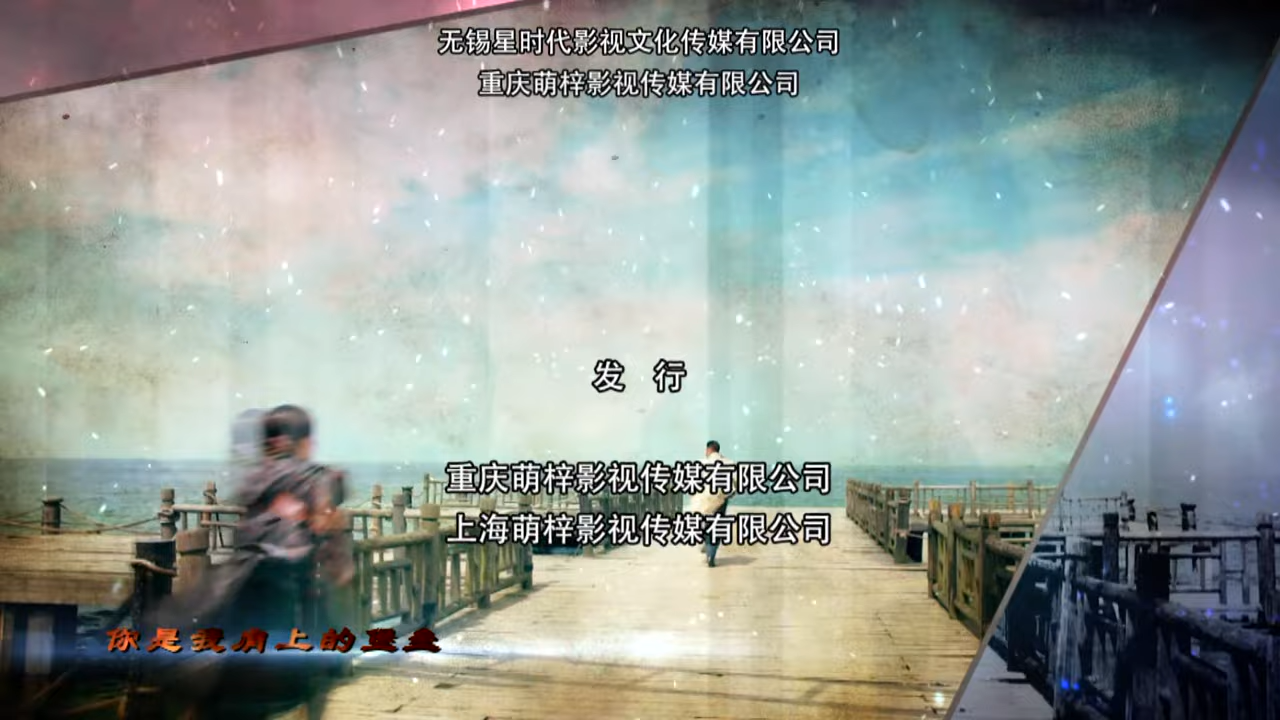 无锡星时代影视文化传媒有限公司
重庆萌梓影视传媒有限公司
发 行
重庆萌梓影视传媒有限公司
上海萌梓影视传媒有限公司
你是我肩上的